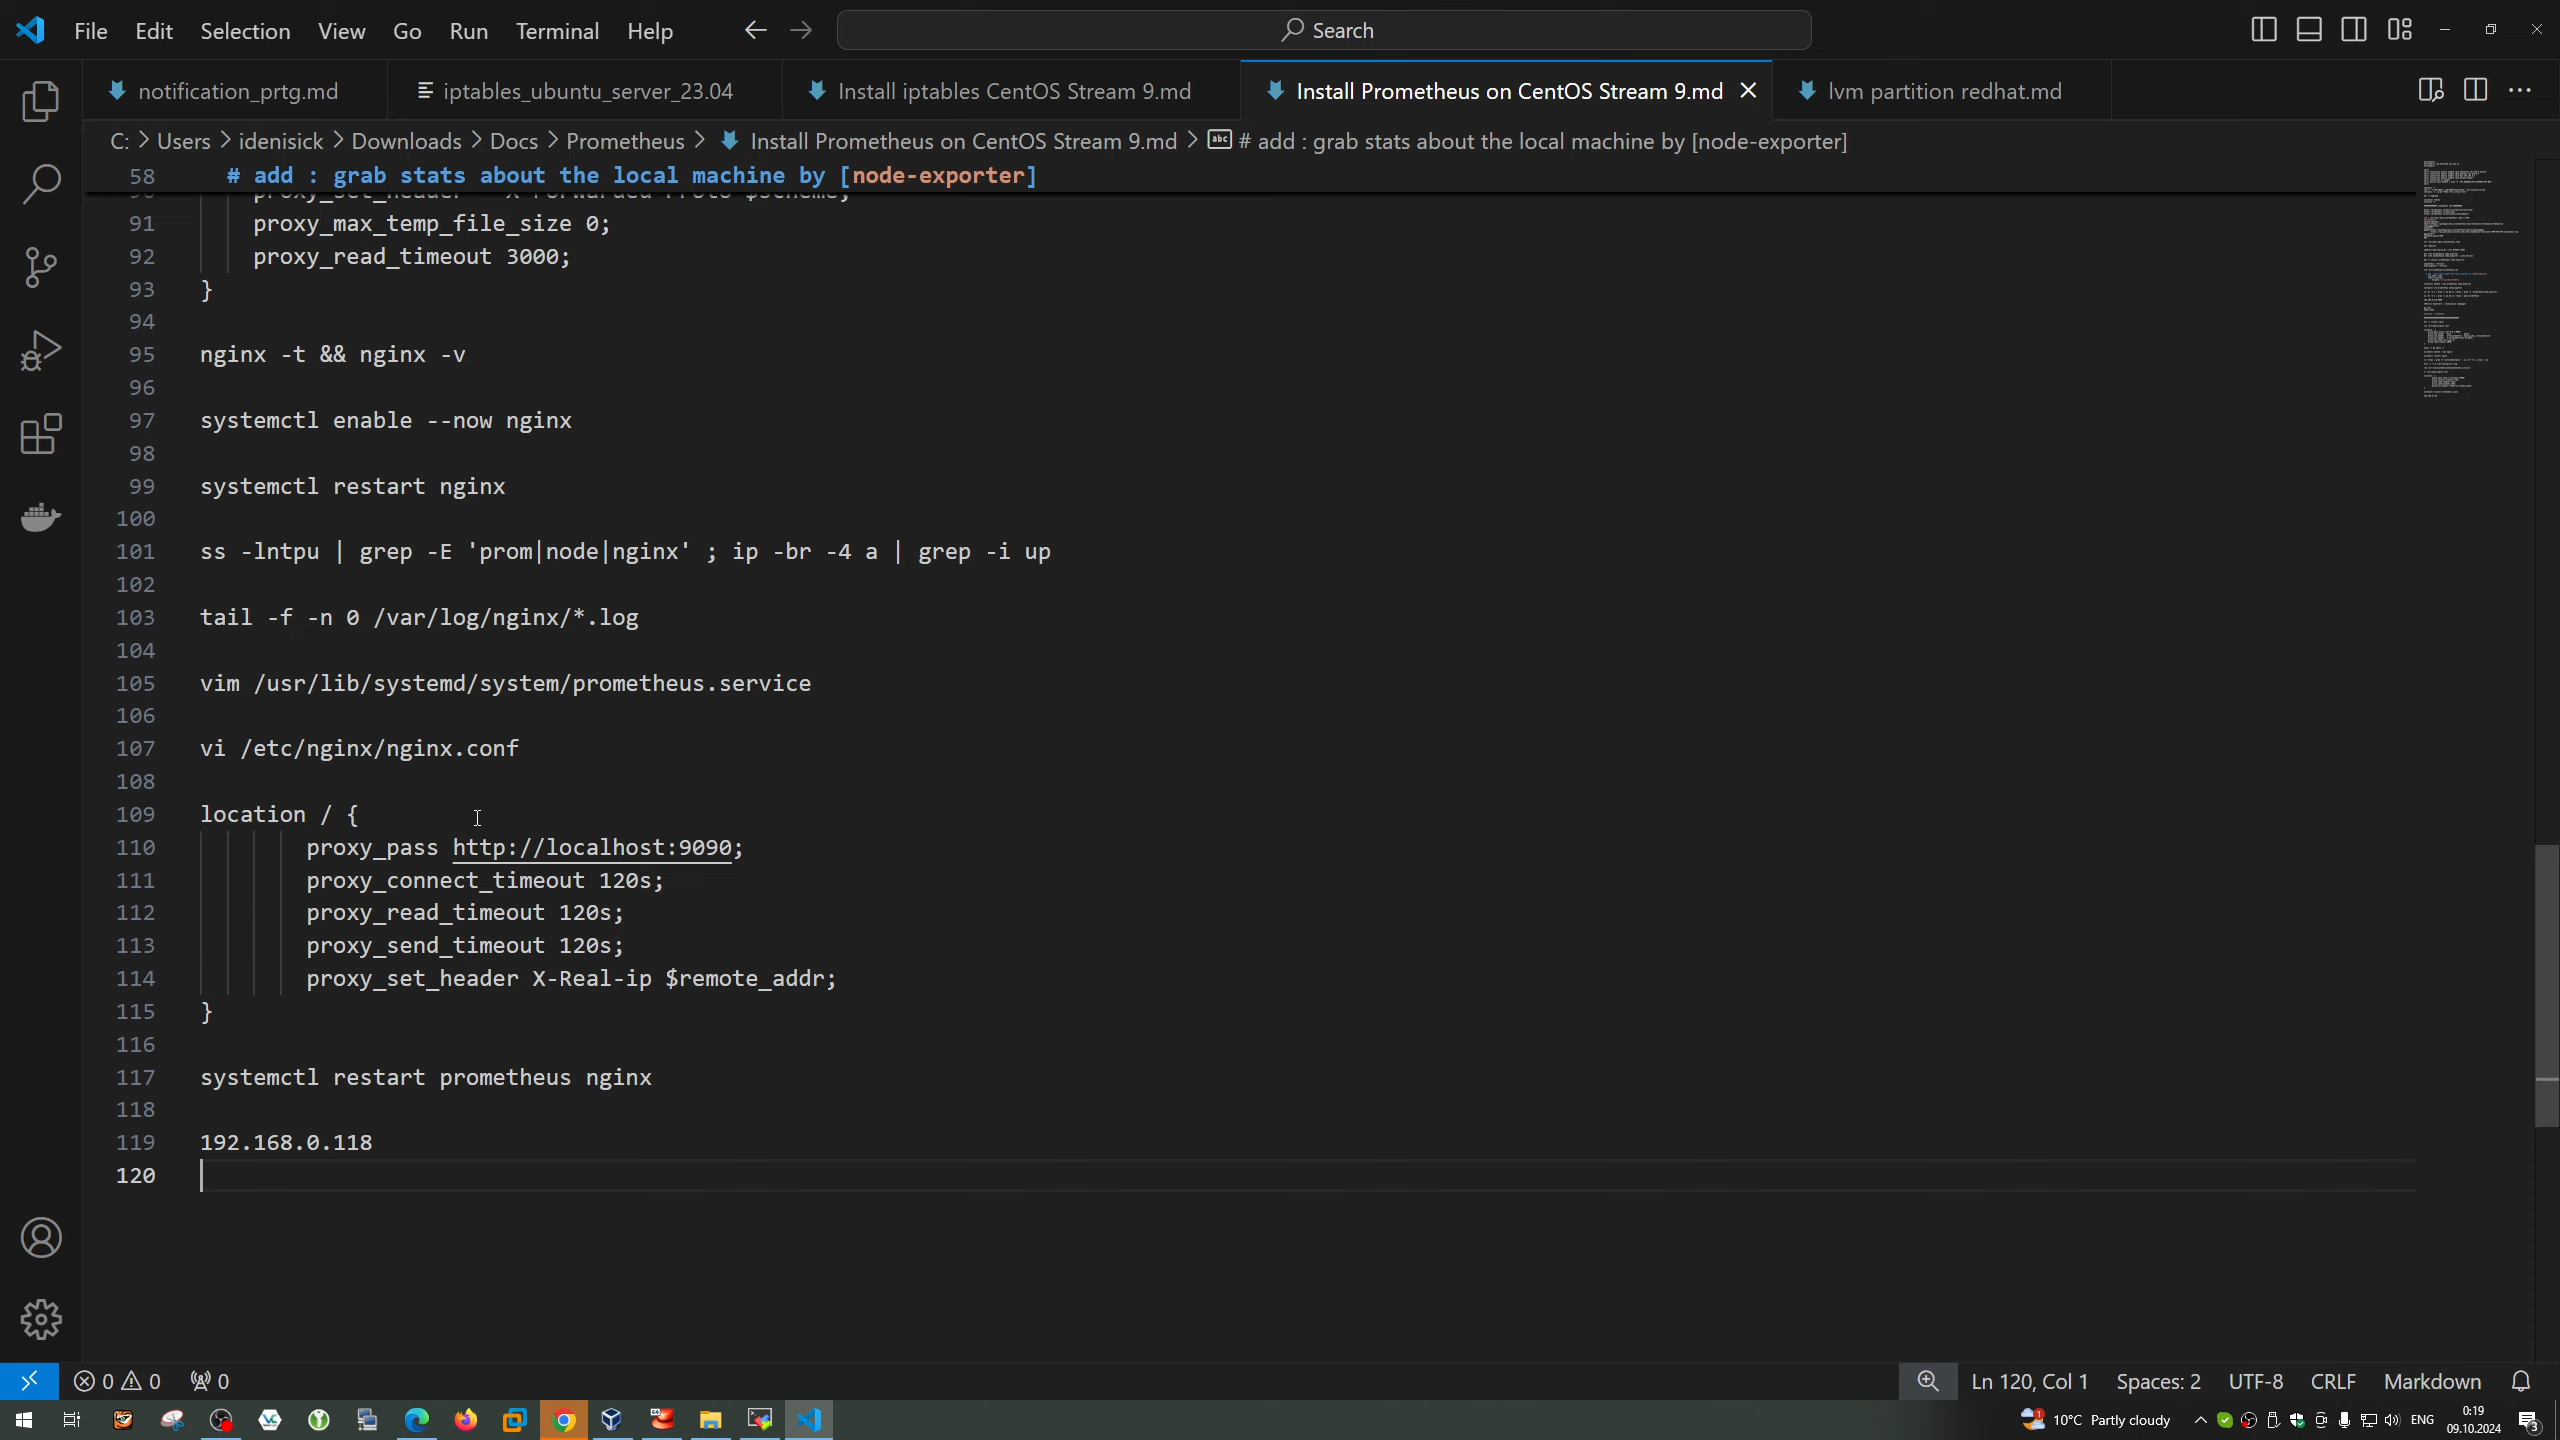 File Edit Selection View Go Run Terminal Help Search
notification_prtg.md iptables_ubuntu_server_23.04 Install iptables CentOS Stream 9.md Install Prometheus on CentOS Stream 9.md lvm partition redhat.md
C: > Users > idenisick > Downloads > Docs > Prometheus > Install Prometheus on CentOS Stream 9.md > # add : grab stats about the local machine by [node-exporter]
58 # add : grab stats about the local machine by [node-exporter]
91 proxy_max_temp_file_size 0;
92 proxy_read_timeout 3000;
93 }
94
95 nginx -t && nginx -v
96
97 systemctl enable --now nginx
98
99 systemctl restart nginx
100
101 ss -lntpu | grep -E 'prom|node|nginx' ; ip -br -4 a | grep -i up
102
103 tail -f -n 0 /var/log/nginx/*.log
104
105 vim /usr/lib/systemd/system/prometheus.service
106
107 vi /etc/nginx/nginx.conf
108
109 location / {
110 proxy_pass http://localhost:9090;
111 proxy_connect_timeout 120s;
112 proxy_read_timeout 120s;
113 proxy_send_timeout 120s;
114 proxy_set_header X-Real-ip $remote_addr;
115 }
116
117 systemctl restart prometheus nginx
118
119 192.168.0.118
120
0 0 0 Ln 120, Col 1 Spaces: 2 UTF-8 CRLF Markdown
10°C Partly cloudy ENG 0:19
09.10.2024 3